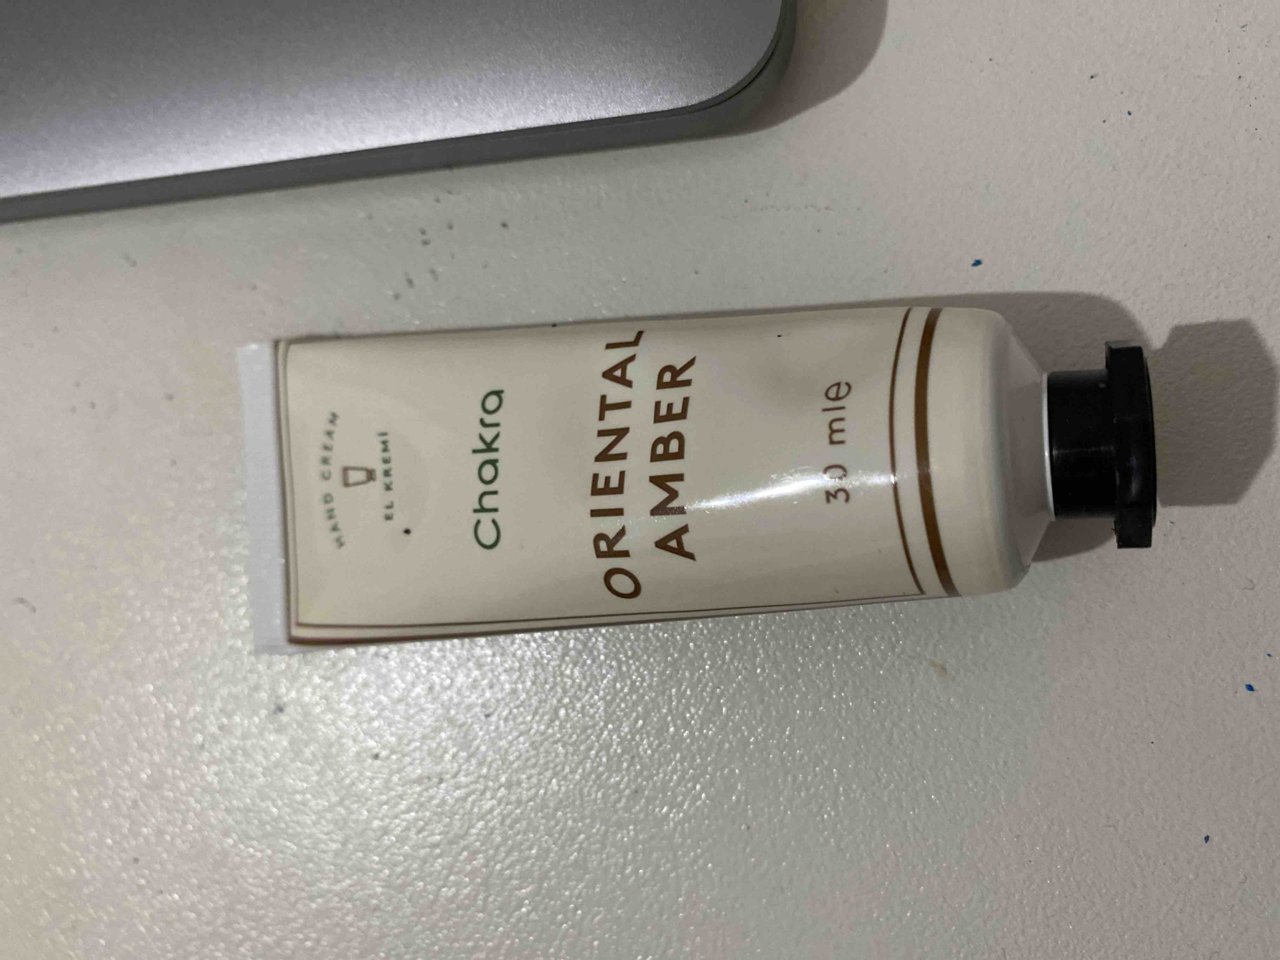 HAND CREAM
EL KREMİ
Chakra
ORIENTAL
AMBER
30 mle